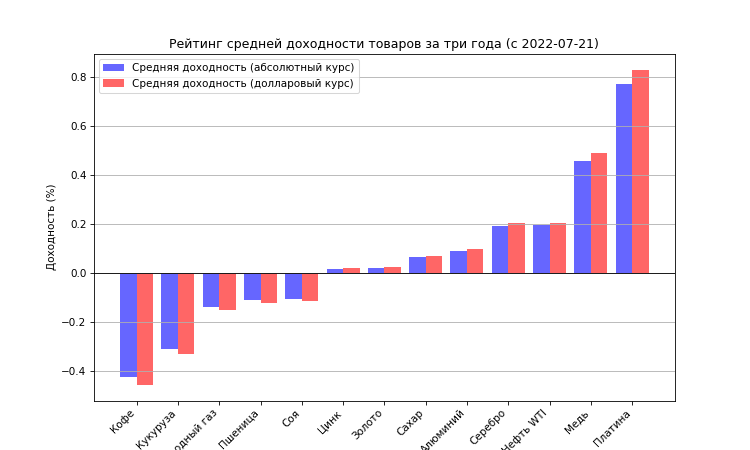 Рейтинг средней доходности товаров за три года (с 2022-07-21)
Средняя доходность (абсолютный курс)
Средняя доходность (долларовый курс)
Доходность (%)
0.8
0.6
0.4
0.2
0.0
−0.2
−0.4
Кофе
Кукуруза
газ
Пшеница
Соя
Цинк
Золото
Сахар
Алюминий
Серебро
Нефть WTI
Медь
Платина